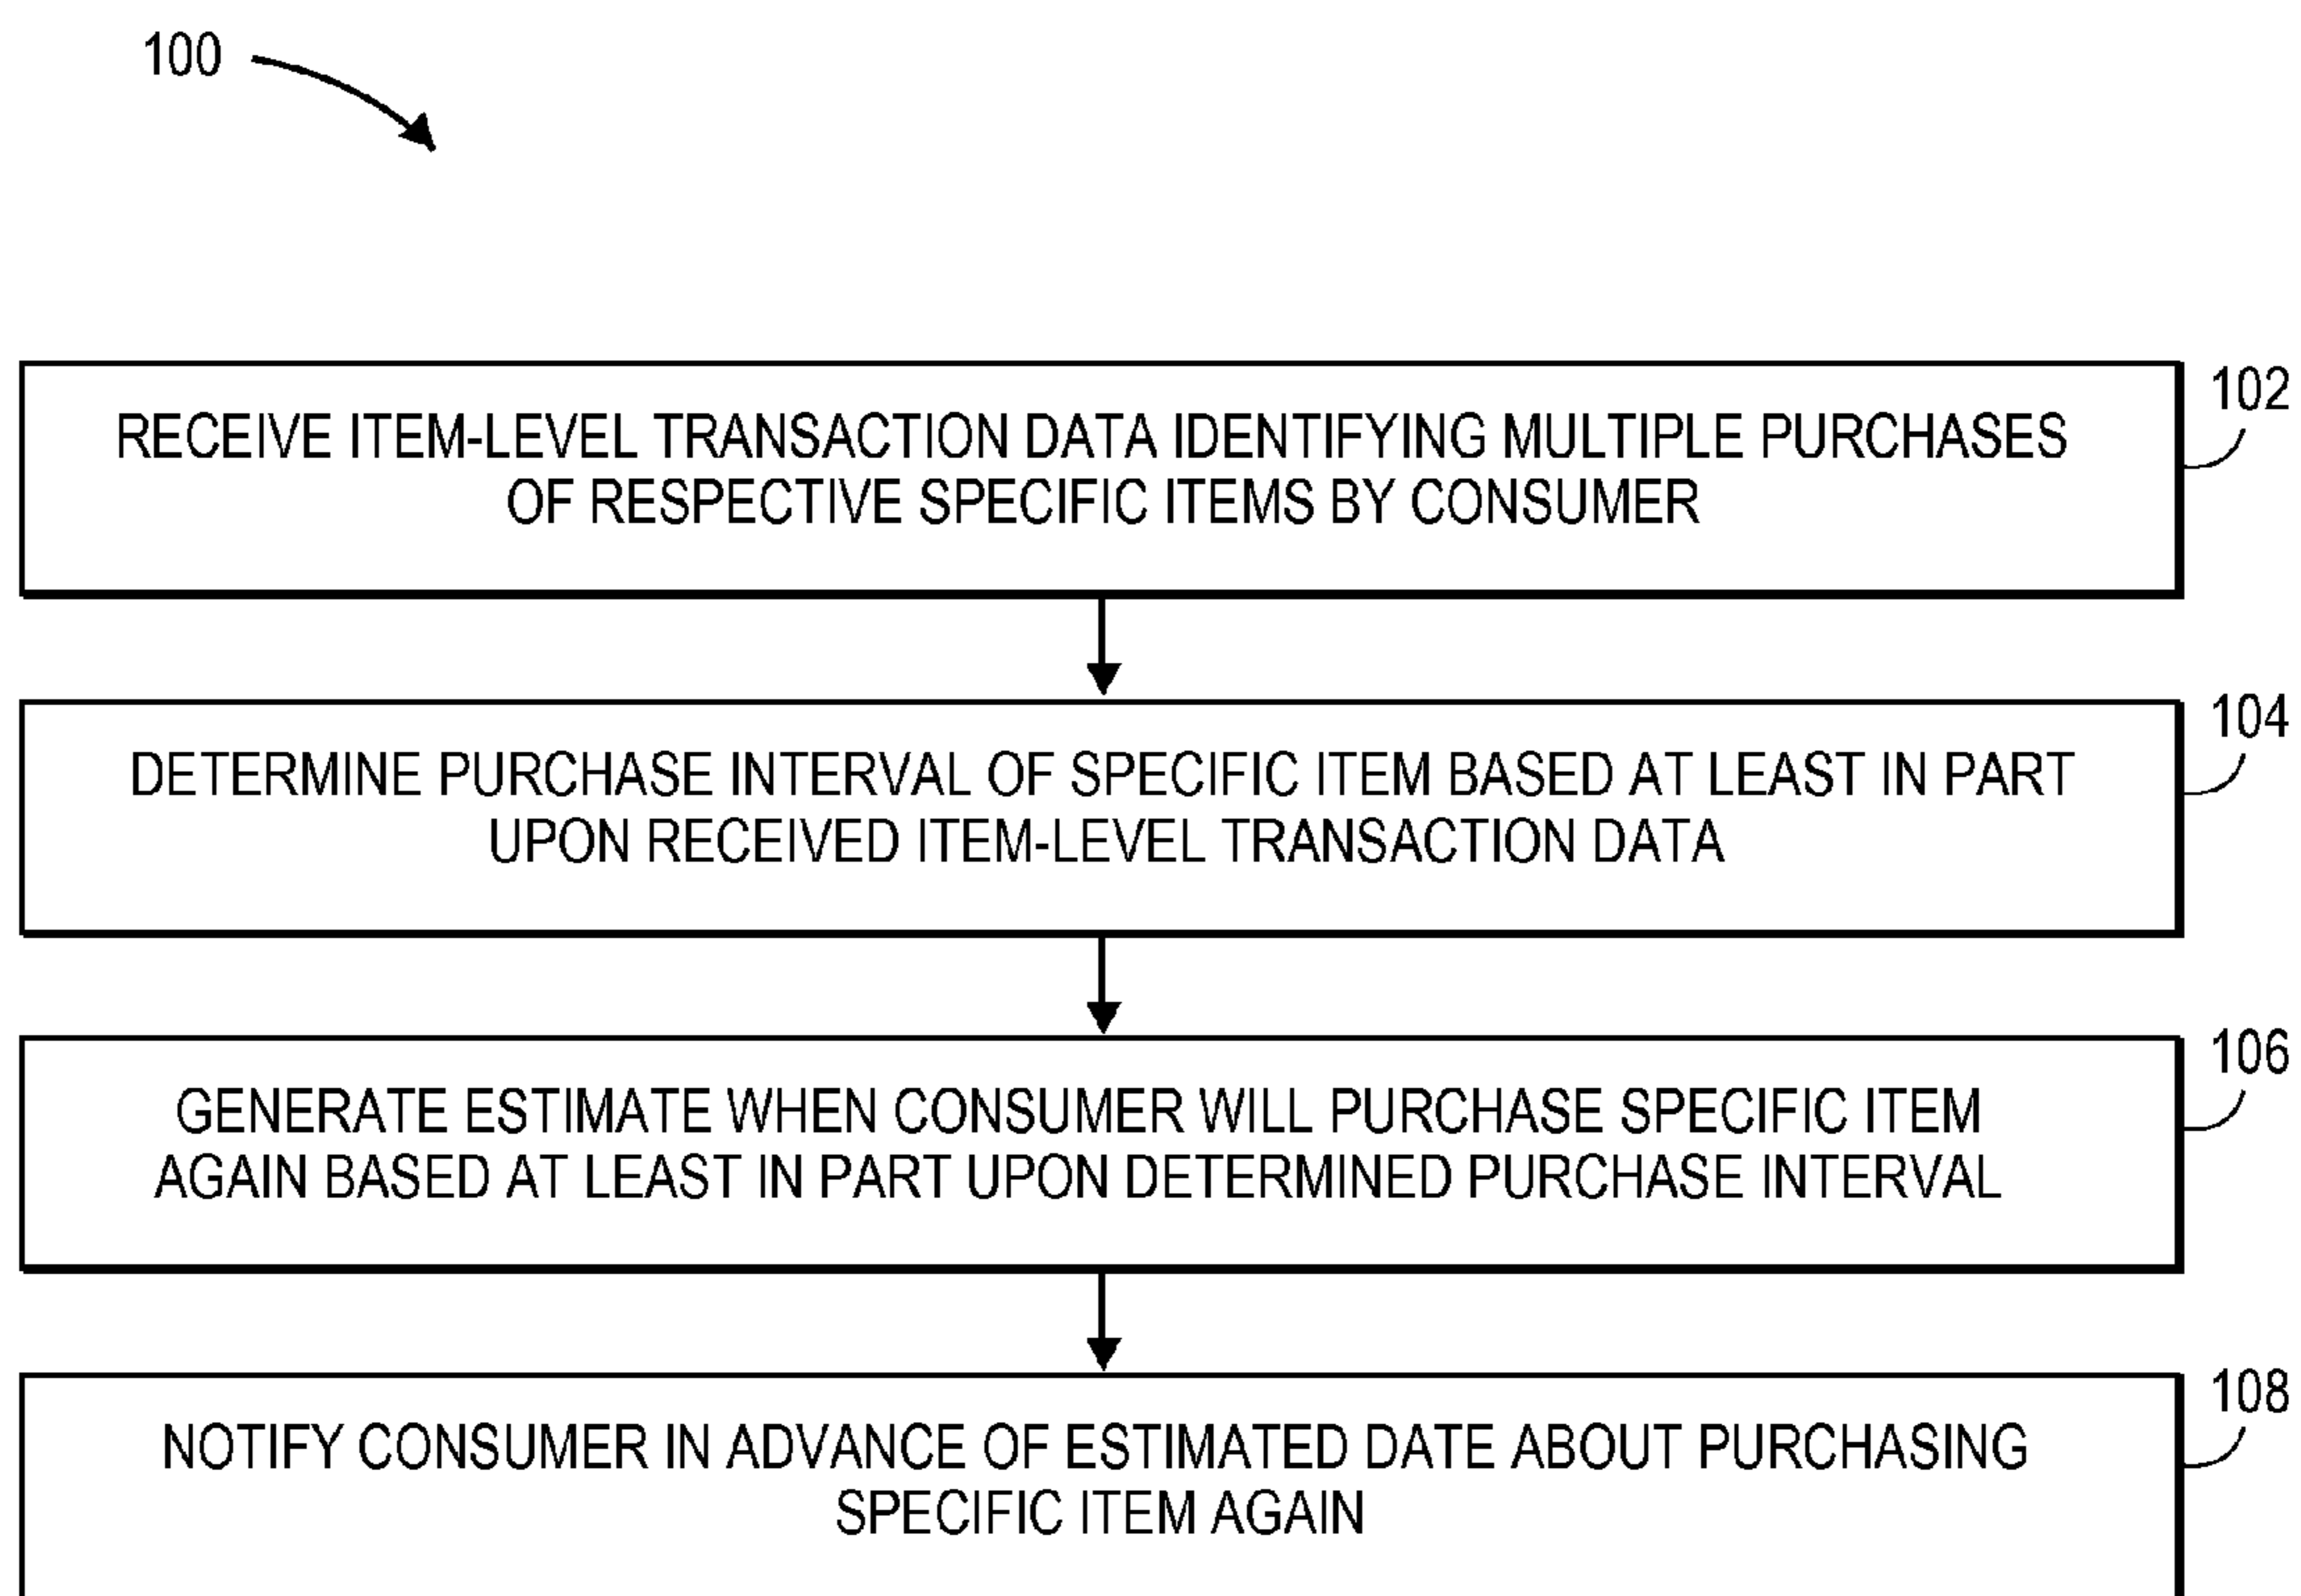 100
102
RECEIVE ITEM-LEVEL TRANSACTION DATA IDENTIFYING MULTIPLE PURCHASES
OF RESPECTIVE SPECIFIC ITEMS BY CONSUMER
104
DETERMINE PURCHASE INTERVAL OF SPECIFIC ITEM BASED AT LEAST IN PART
UPON RECEIVED ITEM-LEVEL TRANSACTION DATA
106
GENERATE ESTIMATE WHEN CONSUMER WILL PURCHASE SPECIFIC ITEM
AGAIN BASED AT LEAST IN PART UPON DETERMINED PURCHASE INTERVAL
108
NOTIFY CONSUMER IN ADVANCE OF ESTIMATED DATE ABOUT PURCHASING
SPECIFIC ITEM AGAIN